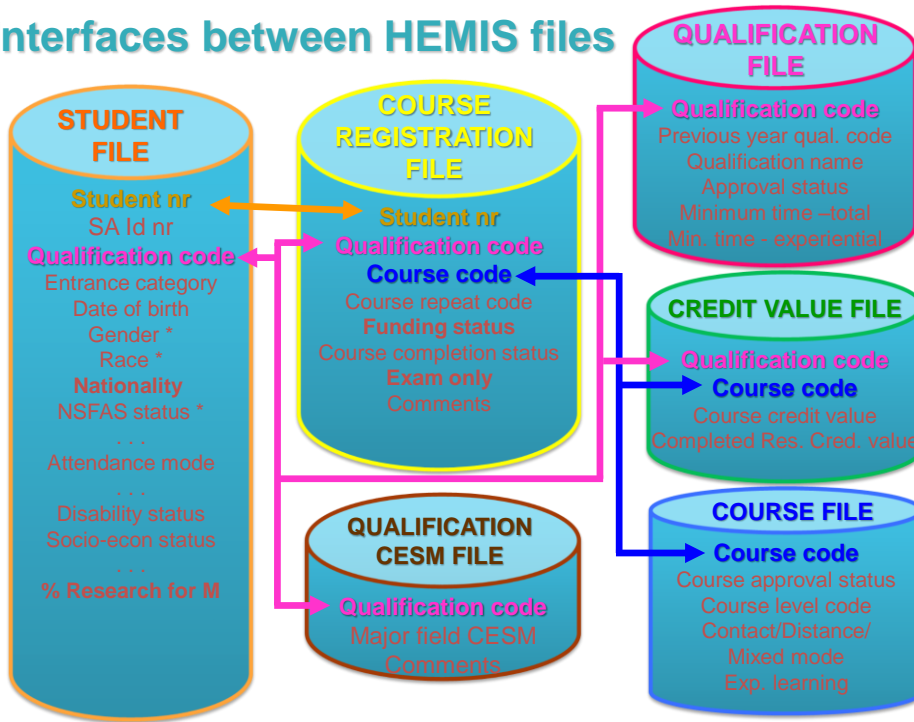 nterfaces between HEMIS files
STUDENT
FILE
Student nr
SA Id nr
Qualification code
Entrance category
Date of birth
Gender *
Race *
Nationality
NSFAS status *
. . .
Attendance mode
. . .
Disability status
Socio-econ status
. . .
% Research for M
COURSE
REGISTRATION
FILE
Student nr
Qualification code
Course code
Course repeat code
Funding status
Course completion status
Exam only
Comments
QUALIFICATION
CESM FILE
Qualification code
Major field CESM
Comments
QUALIFICATION
FILE
Qualification code
Previous year qual. code
Qualification name
Approval status
Minimum time –total
Min. time - experiential
CREDIT VALUE FILE
Qualification code
Course code
Course credit value
Completed Res. Cred. value
COURSE FILE
Course code
Course approval status
Course level code
Contact/Distance/
Mixed mode
Exp. learning